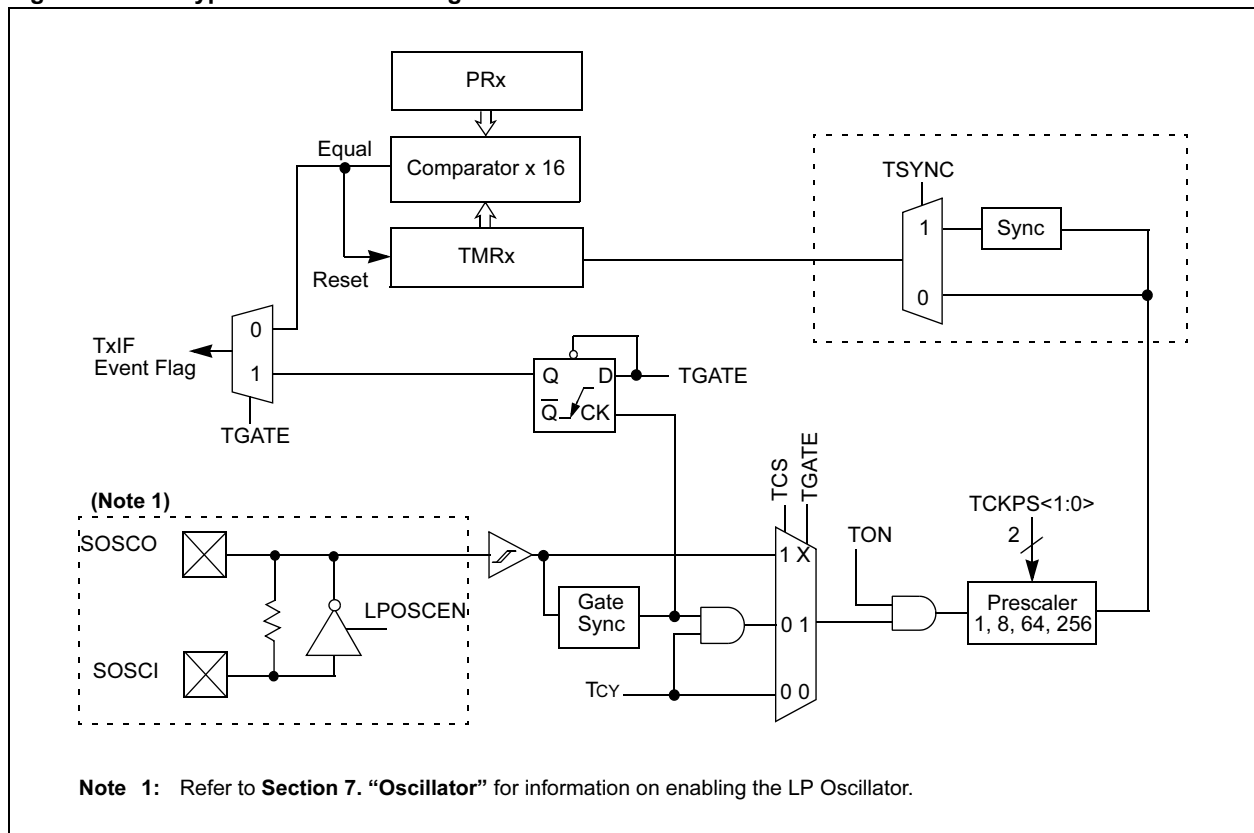 PRx
Equal
Comparator x 16
TSYNC
1
Sync
TMRx
Reset
0
0
TxIF
Event Flag
1
Q
D
TGATE
Q
CK
TGATE
TCS
TGATE
(Note 1)
TCKPS<1:0>
SOSCO
2
TON
1 X
Gate
Sync
Prescaler
1, 8, 64, 256
LPOSCEN
0 1
SOSCI
TCY
0 0
Note 1: Refer to Section 7. “Oscillator” for information on enabling the LP Oscillator.